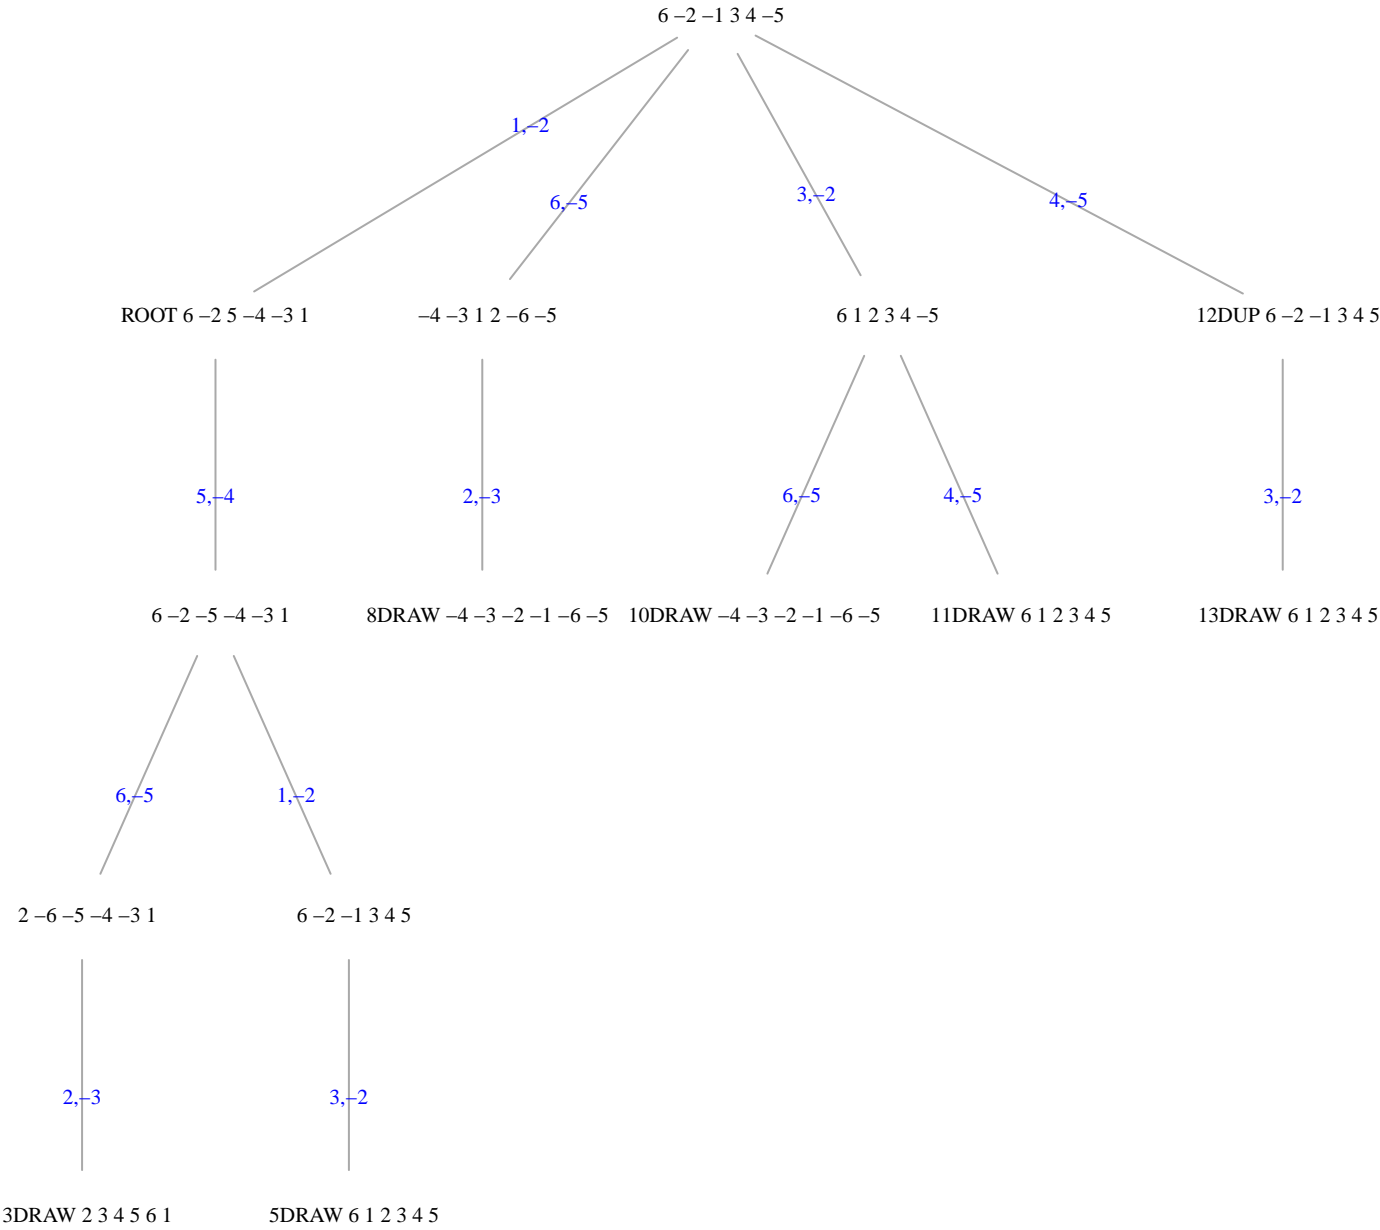 6 –2 –1 3 4 –5
1,–2
6,–5
3,–2
4,–5
ROOT 6 –2 5 –4 –3 1
–4 –3 1 2 –6 –5
6 1 2 3 4 –5
12DUP 6 –2 –1 3 4 5
5,–4
2,–3
6,–5
4,–5
3,–2
6 –2 –5 –4 –3 1
8DRAW –4 –3 –2 –1 –6 –5
10DRAW –4 –3 –2 –1 –6 –5
11DRAW 6 1 2 3 4 5
13DRAW 6 1 2 3 4 5
6,–5
1,–2
2 –6 –5 –4 –3 1
6 –2 –1 3 4 5
2,–3
3,–2
3DRAW 2 3 4 5 6 1
5DRAW 6 1 2 3 4 5